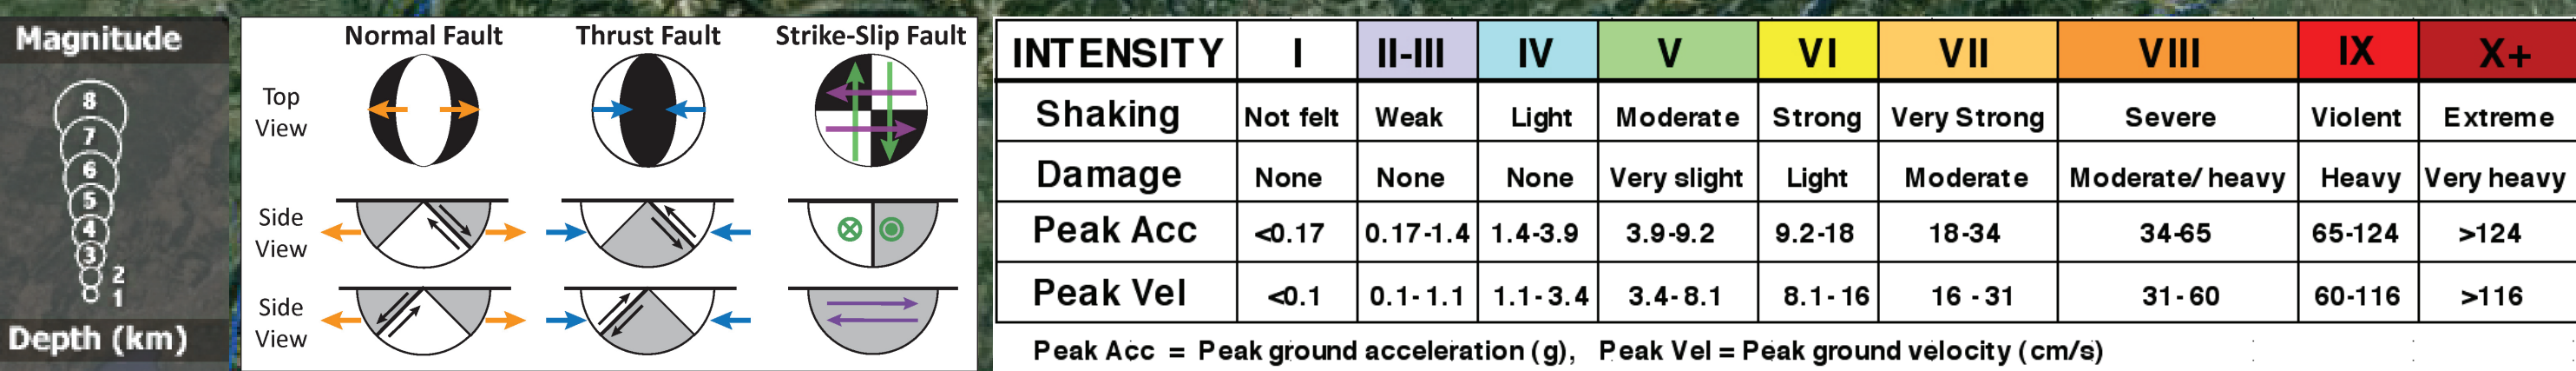 Magnitude
8
7
6
5
4
3
2
1
Depth (km)
Normal Fault Thrust Fault Strike-Slip Fault
Top
View
Side
View
Side
View
INTENSITY I II-III IV V VI VII VIII IX X+
Shaking Not felt Weak Light Moderate Strong Very Strong Severe Violent Extreme
Damage None None None Very slight Light Moderate Moderate/ heavy Heavy Very heavy
Peak Acc <0.17 0.17-1.4 1.4-3.9 3.9-9.2 9.2-18 18-34 34-65 65-124 >124
Peak Vel <0.1 0.1-1.1 1.1-3.4 3.4-8.1 8.1-16 16-31 31-60 60-116 >116
Peak Acc = Peak ground acceleration (g), Peak Vel = Peak ground velocity (cm/s)